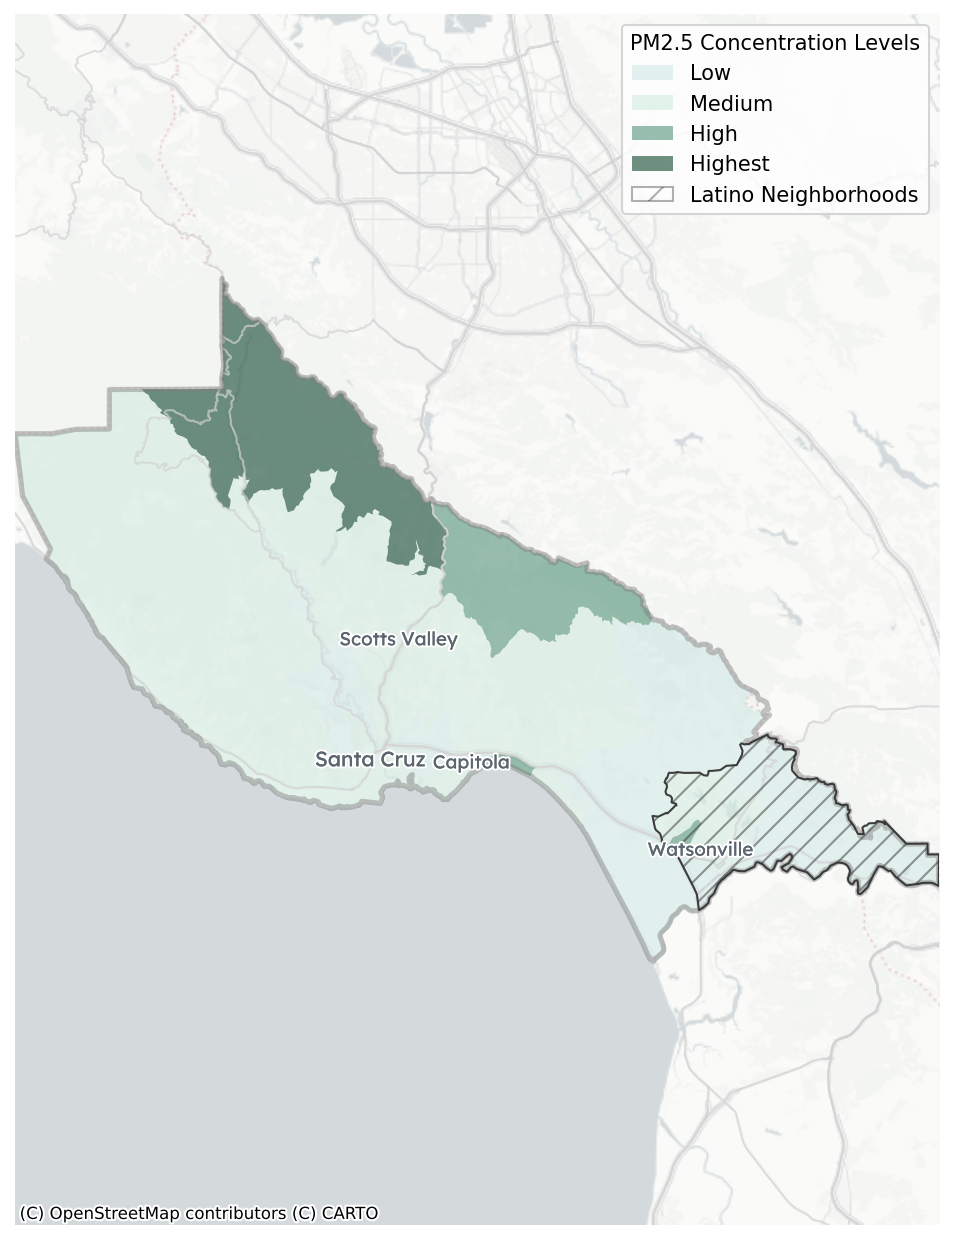 PM2.5 Concentration Levels
Low
Medium
High
Highest
Latino Neighborhoods
Scotts Valley
Santa Cruz
Capitola
Watsonville
(C) OpenStreetMap contributors (C) CARTO